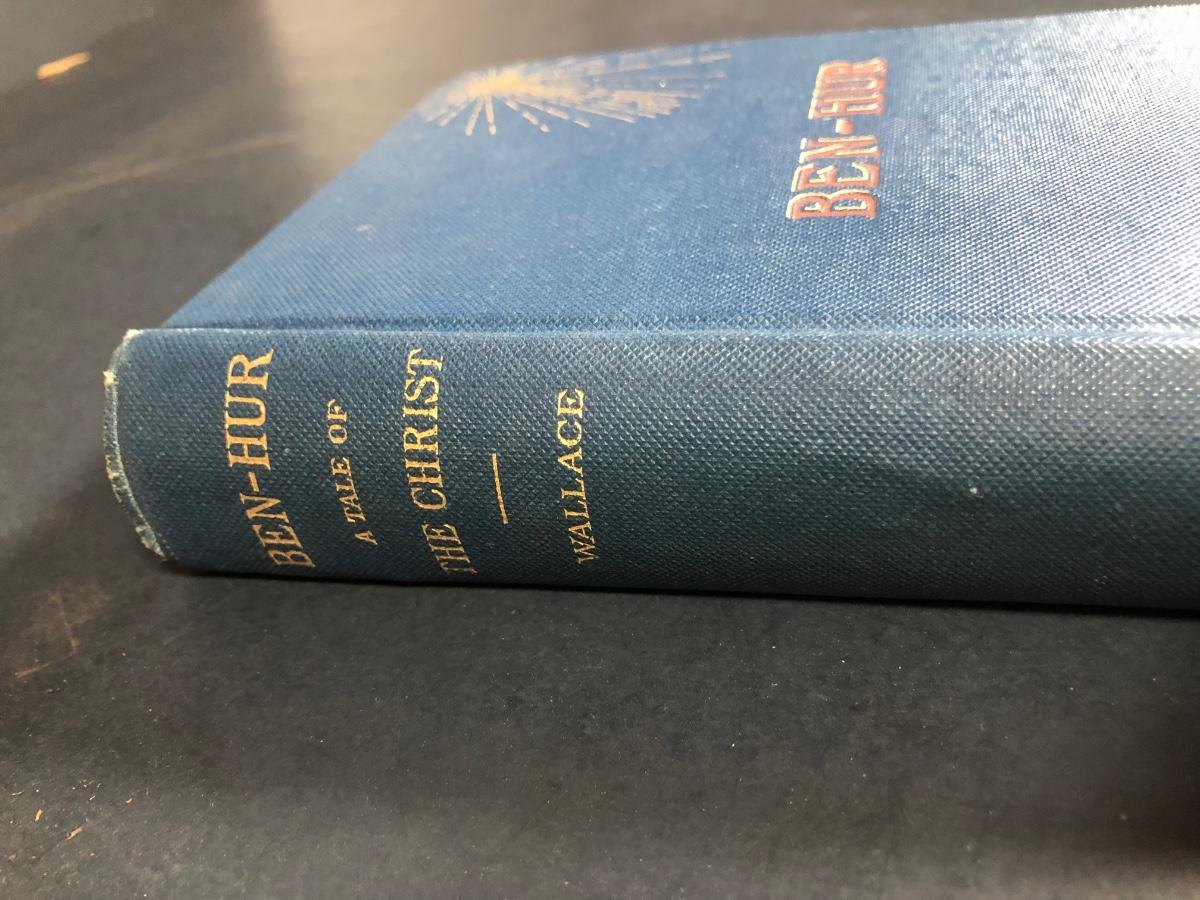 BEN-HUR
BEN-HUR
A TALE OF
THE CHRIST
WALLACE